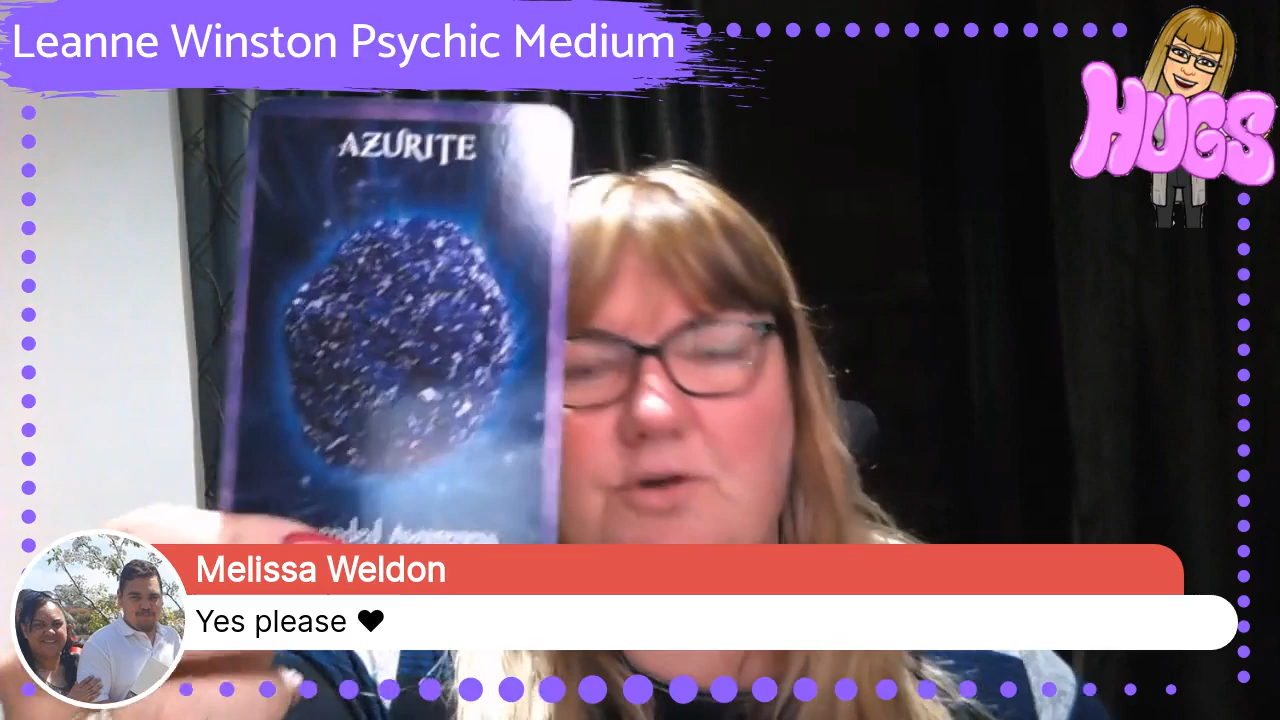 Leanne Winston Psychic Medium
HUGS
AZURITE
Melissa Weldon
Yes please ♥